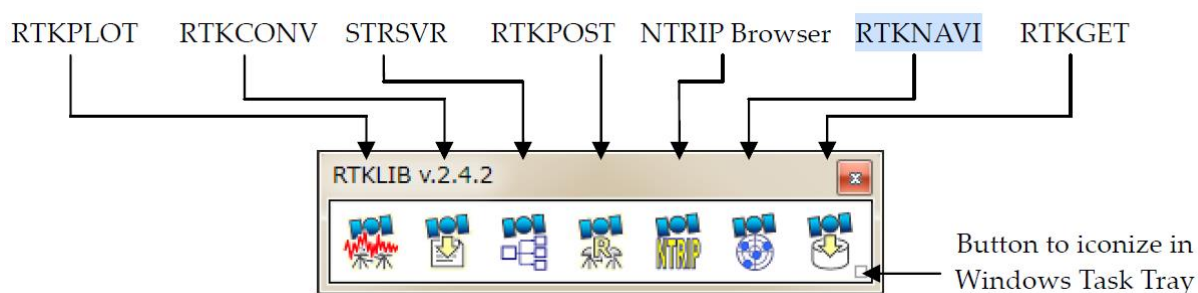 RTKPLOT RTKCONV STRSVR RTKPOST NTRIP Browser RTKNAVI RTKGET
RTKLIB v.2.4.2
R
NTRIP
Button to iconize in
Windows Task Tray